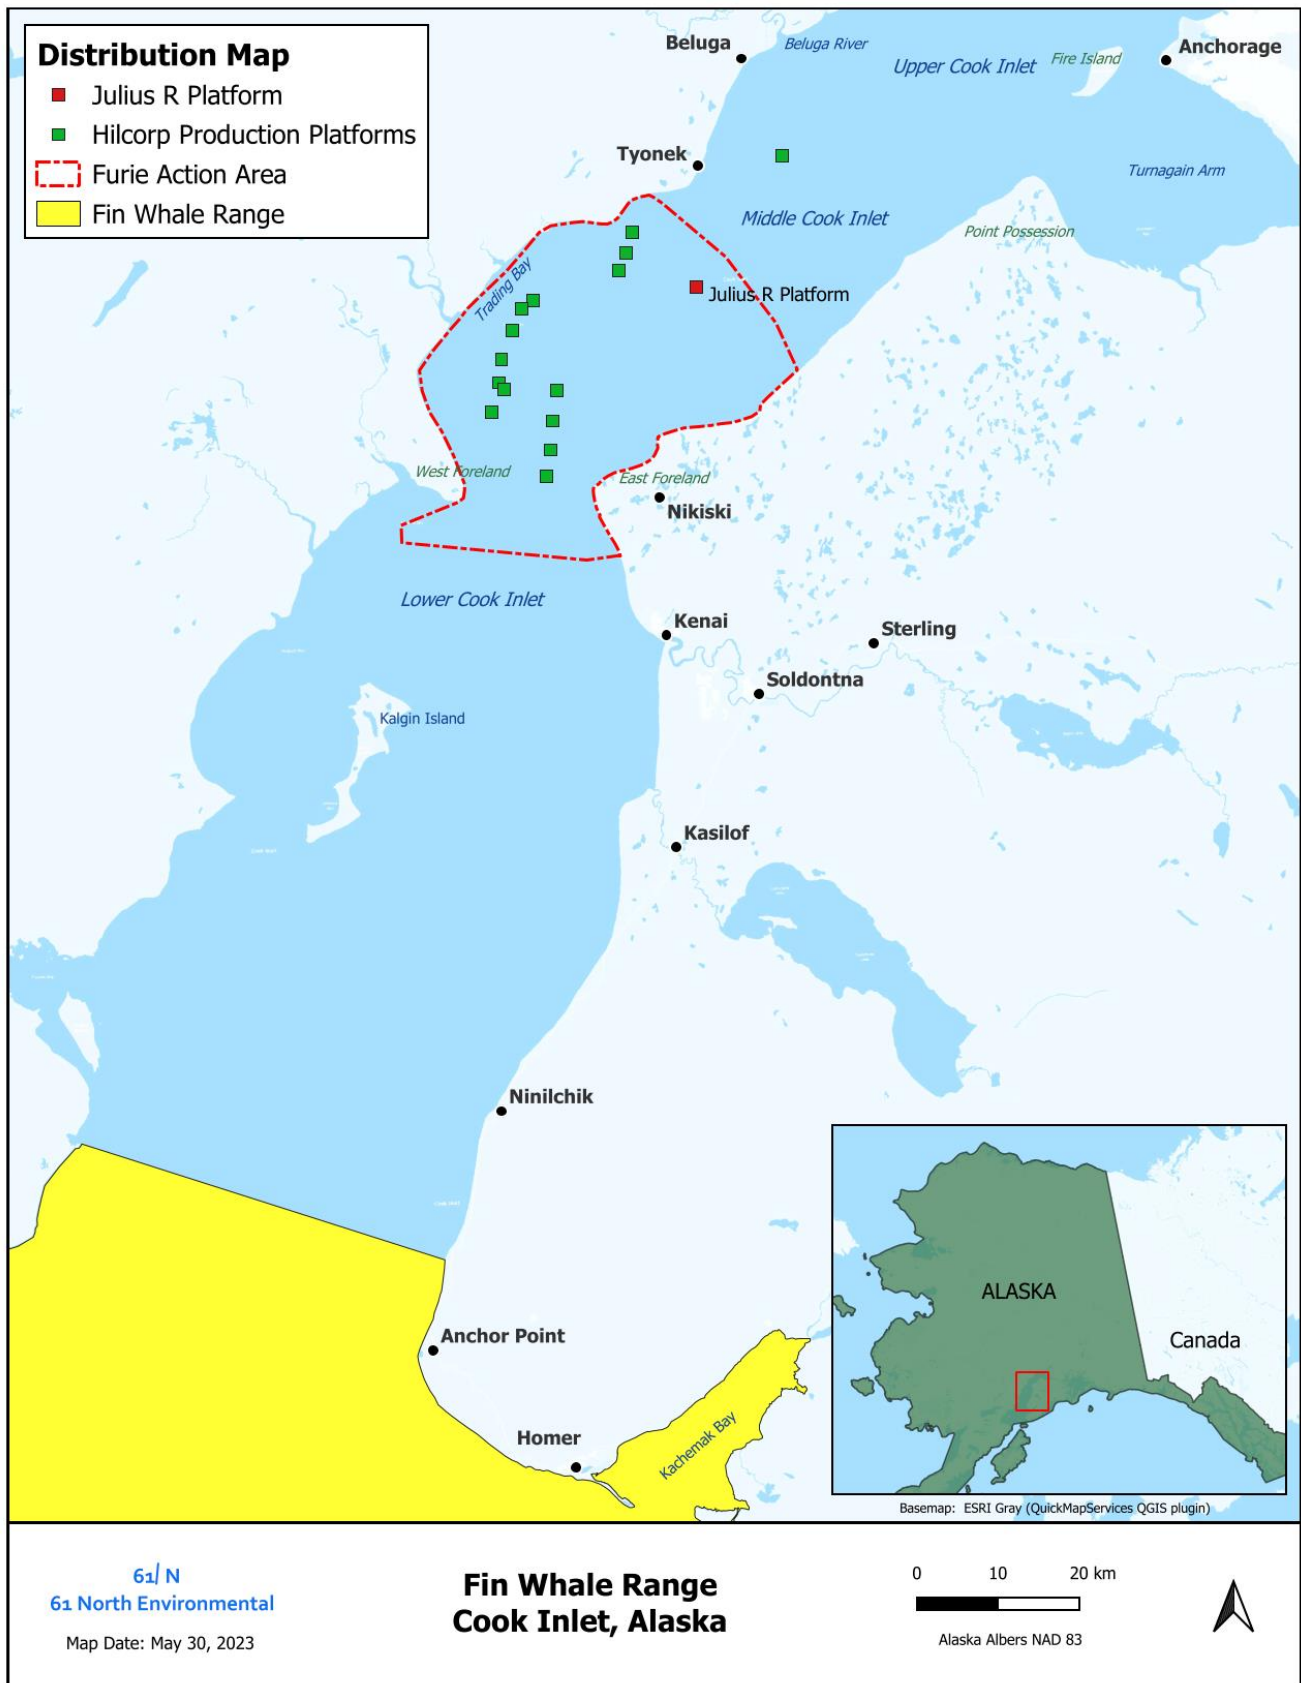 Distribution Map
Julius R Platform
Hilcorp Production Platforms
Furie Action Area
Fin Whale Range
Beluga
Beluga River
Upper Cook Inlet
Fire Island
Anchorage
Tyonek
Turnagain Arm
Middle Cook Inlet
Point Possession
Trading Bay
Julius R Platform
West Foreland
East Foreland
Nikiski
Lower Cook Inlet
Kenai
Sterling
Soldontna
Kalgin Island
Kasilof
Ninilchik
ALASKA
Canada
Anchor Point
Homer
Kachemak Bay
Basemap: ESRI Gray (QuickMapServices QGIS plugin)
61/ N
61 North Environmental
Map Date: May 30, 2023
Fin Whale Range
Cook Inlet, Alaska
0 10 20 km
Alaska Albers NAD 83